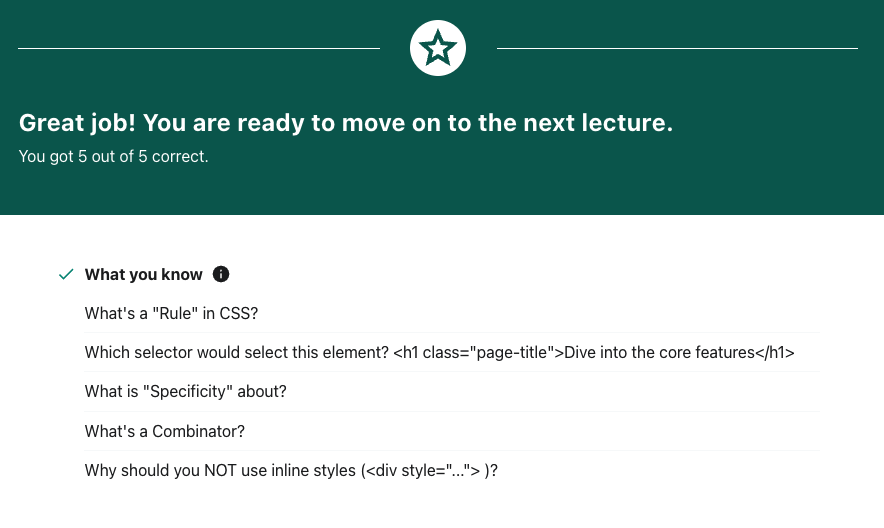 Great job! You are ready to move on to the next lecture.
You got 5 out of 5 correct.
What you know
What's a "Rule" in CSS?
Which selector would select this element? <h1 class="page-title">Dive into the core features</h1>
What is "Specificity" about?
What's a Combinator?
Why should you NOT use inline styles (<div style="..."> )?